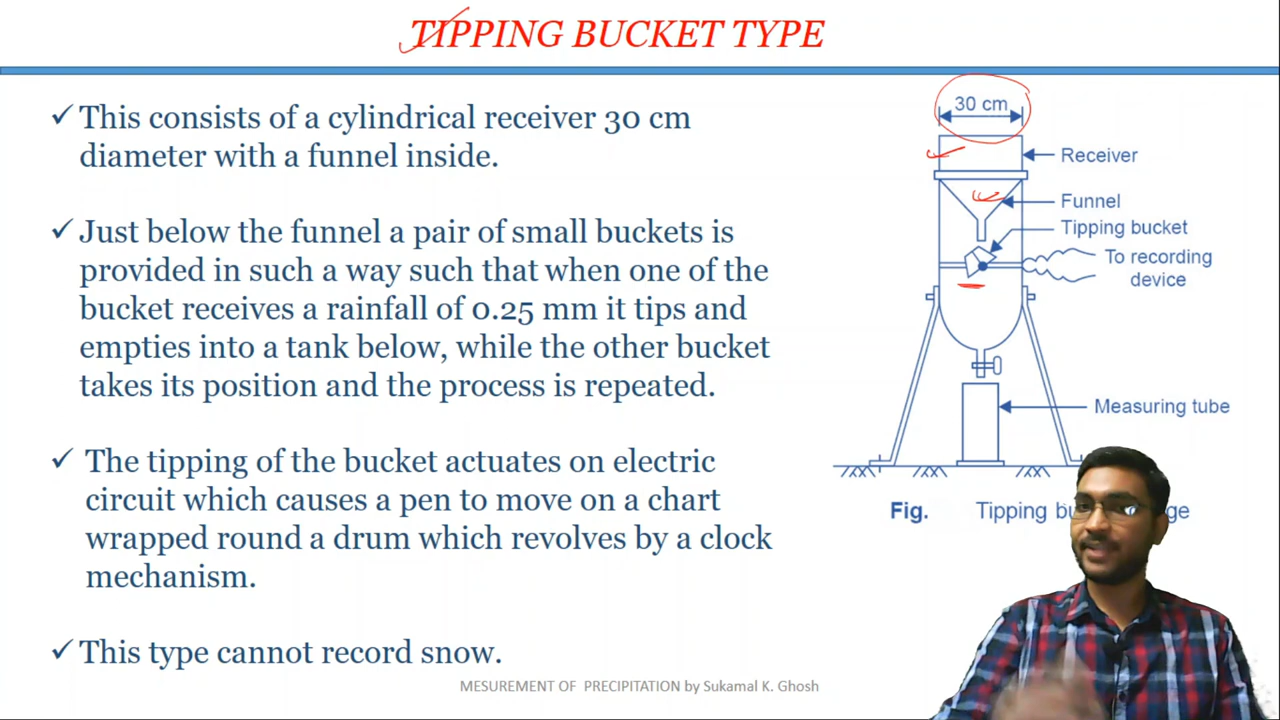 TIPPING BUCKET TYPE
This consists of a cylindrical receiver 30 cm
diameter with a funnel inside.
Just below the funnel a pair of small buckets is
provided in such a way such that when one of the
bucket receives a rainfall of 0.25 mm it tips and
empties into a tank below, while the other bucket
takes its position and the process is repeated.
The tipping of the bucket actuates on electric
circuit which causes a pen to move on a chart
wrapped round a drum which revolves by a clock
mechanism.
This type cannot record snow.
30 cm
Receiver
Funnel
Tipping bucket
To recording
device
Measuring tube
Fig. Tipping
MESUREMENT OF PRECIPITATION by Sukamal K. Ghosh